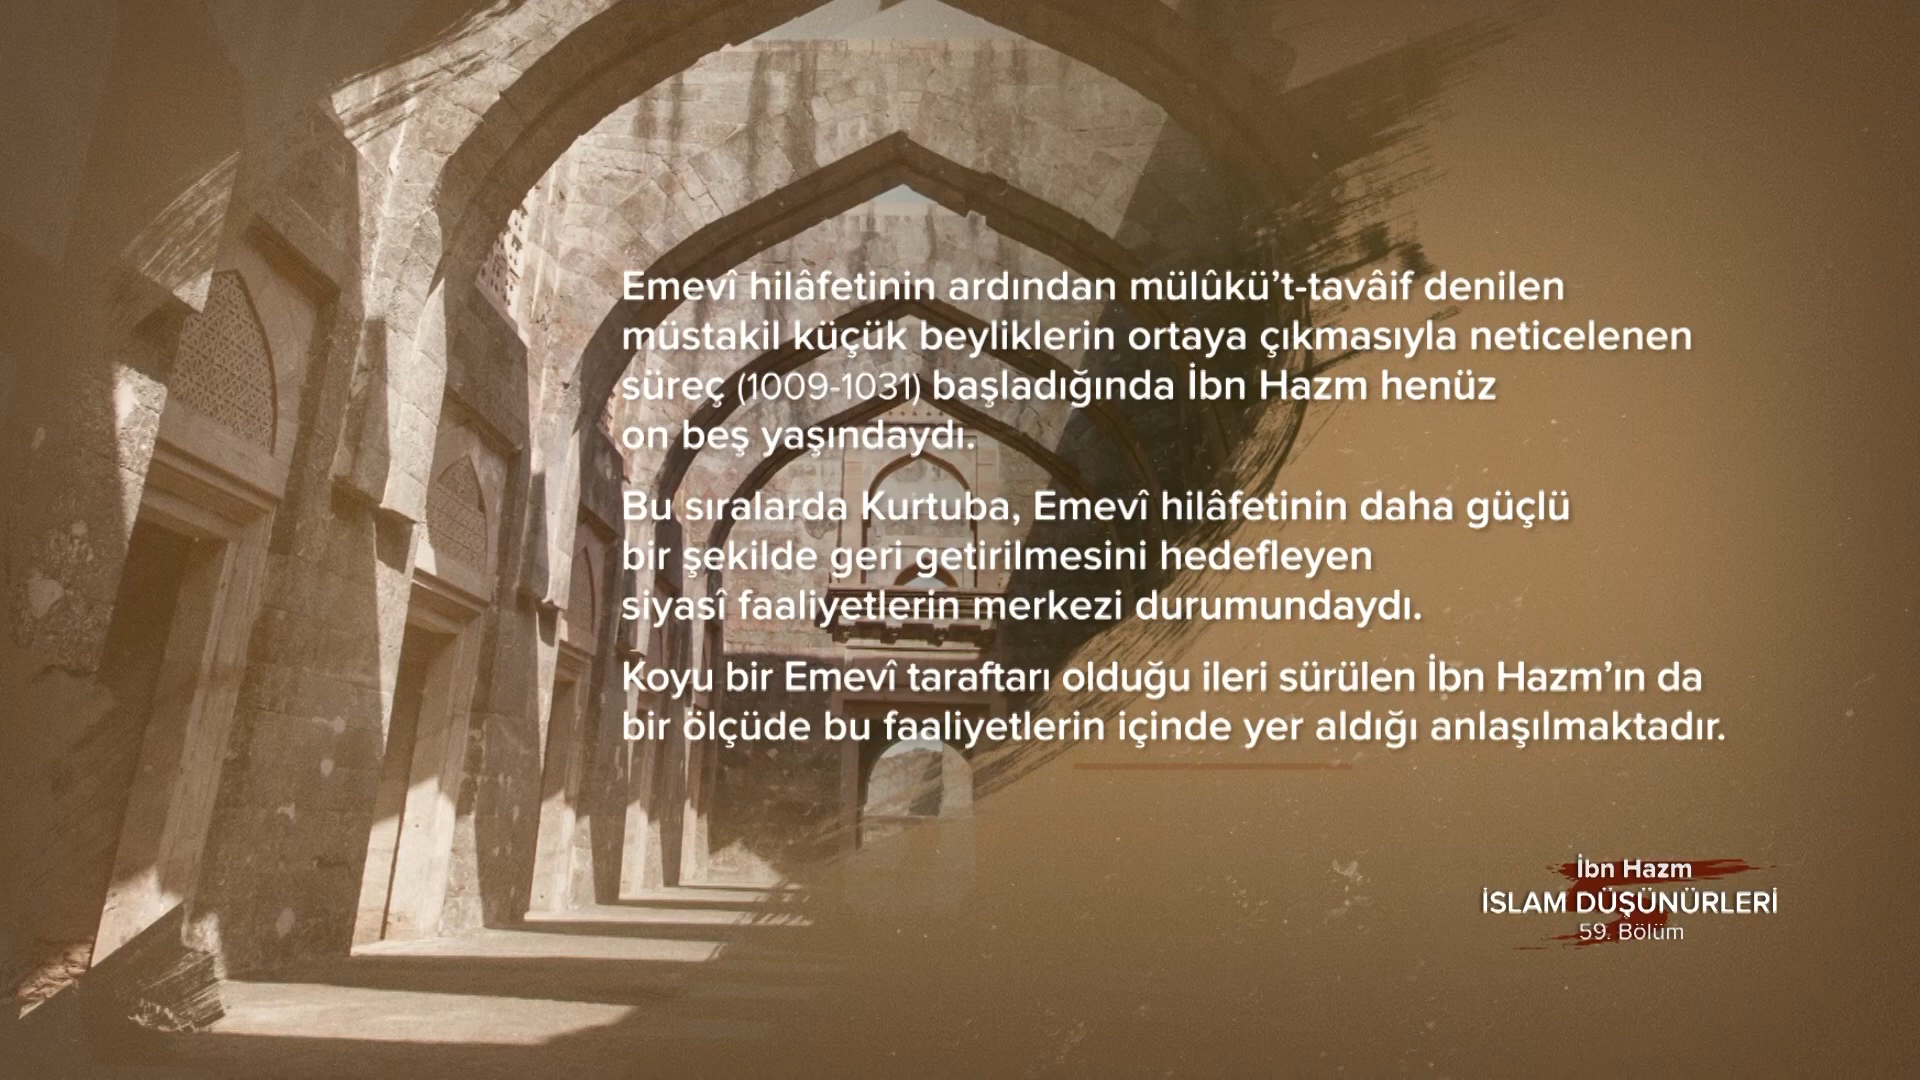 Emevî hilâfetinin ardından mülûkü’t-tavâif denilen
müstakil küçük beyliklerin ortaya çıkmasıyla neticelenen
süreç (1009-1031) başladığında İbn Hazm henüz
on beş yaşındaydı.
Bu sıralarda Kurtuba, Emevî hilâfetinin daha güçlü
bir şekilde geri getirilmesini hedefleyen
siyasî faaliyetlerin merkezi durumundaydı.
Koyu bir Emevî taraftarı olduğu ileri sürülen İbn Hazm’ın da
bir ölçüde bu faaliyetlerin içinde yer aldığı anlaşılmaktadır.
İbn Hazm
İSLAM DÜŞÜNÜRLERİ
59. Bölüm